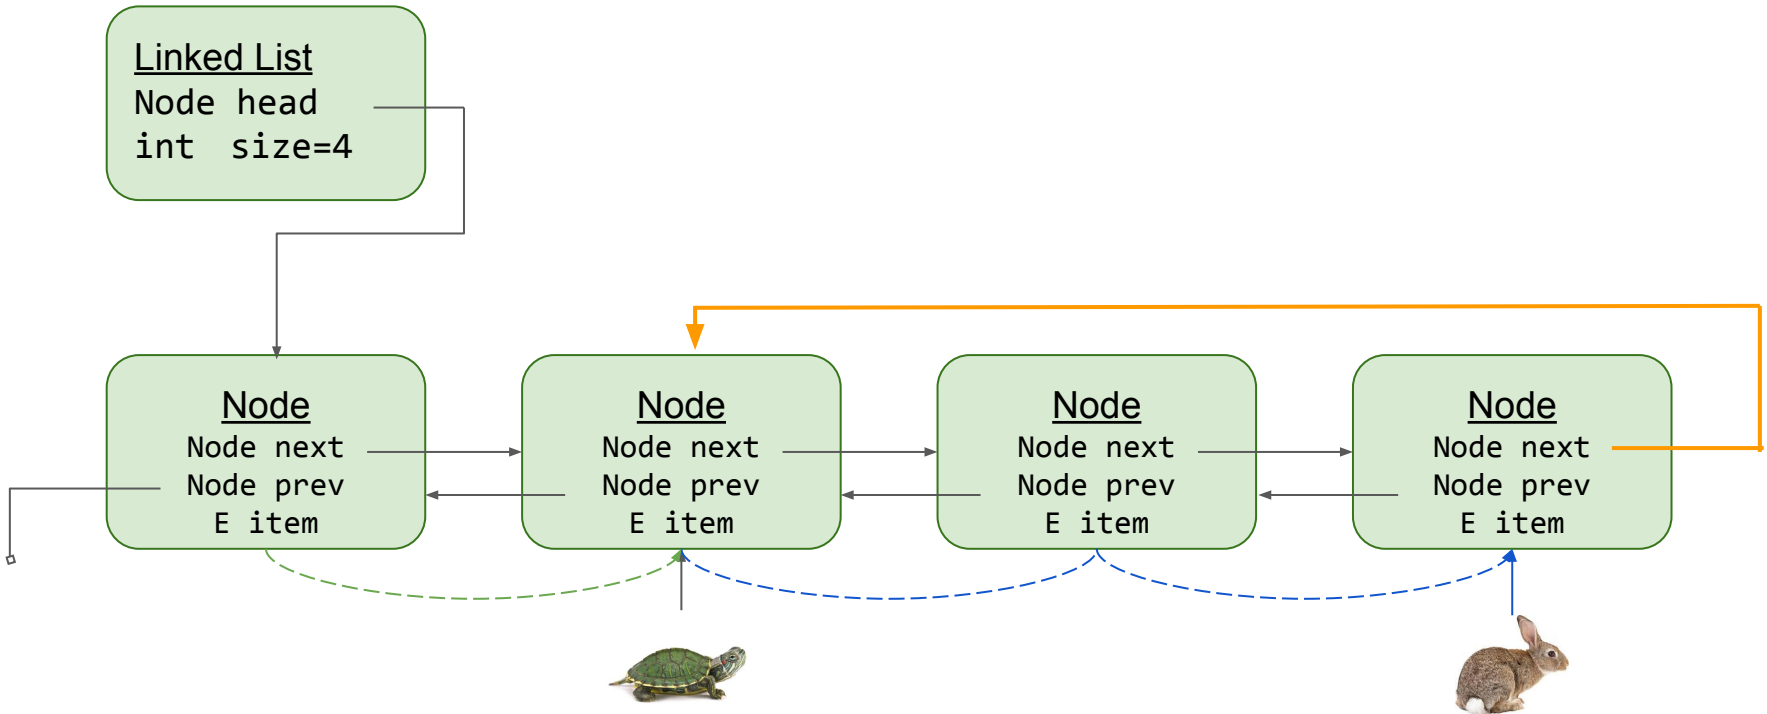 Linked List
Node head
int size=4
Node
Node next
Node prev
E item
Node
Node next
Node prev
E item
Node
Node next
Node prev
E item
Node
Node next
Node prev
E item